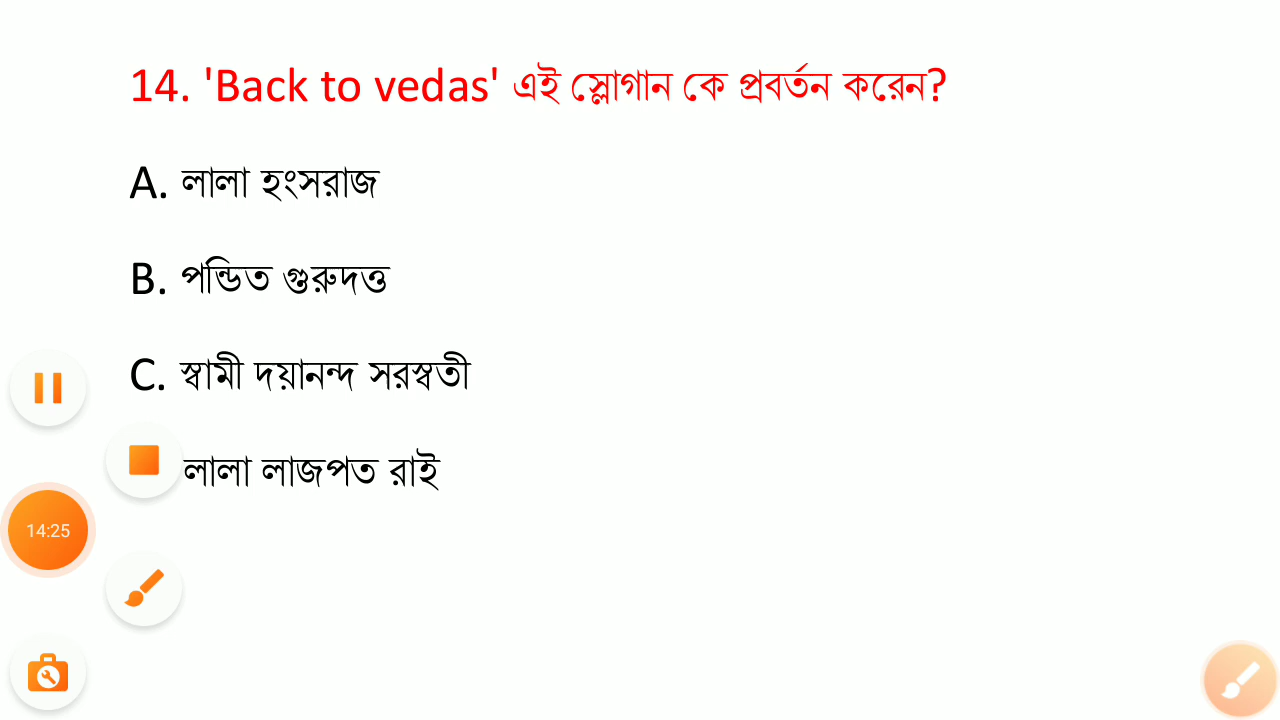 14. 'Back to vedas' এই স্লোগান কে প্রবর্তন করেন?
A. লালা হংসরাজ
B. পন্ডিত গুরুদত্ত
C. স্বামী দয়ানন্দ সরস্বতী
লালা লাজপত রাই
14:25